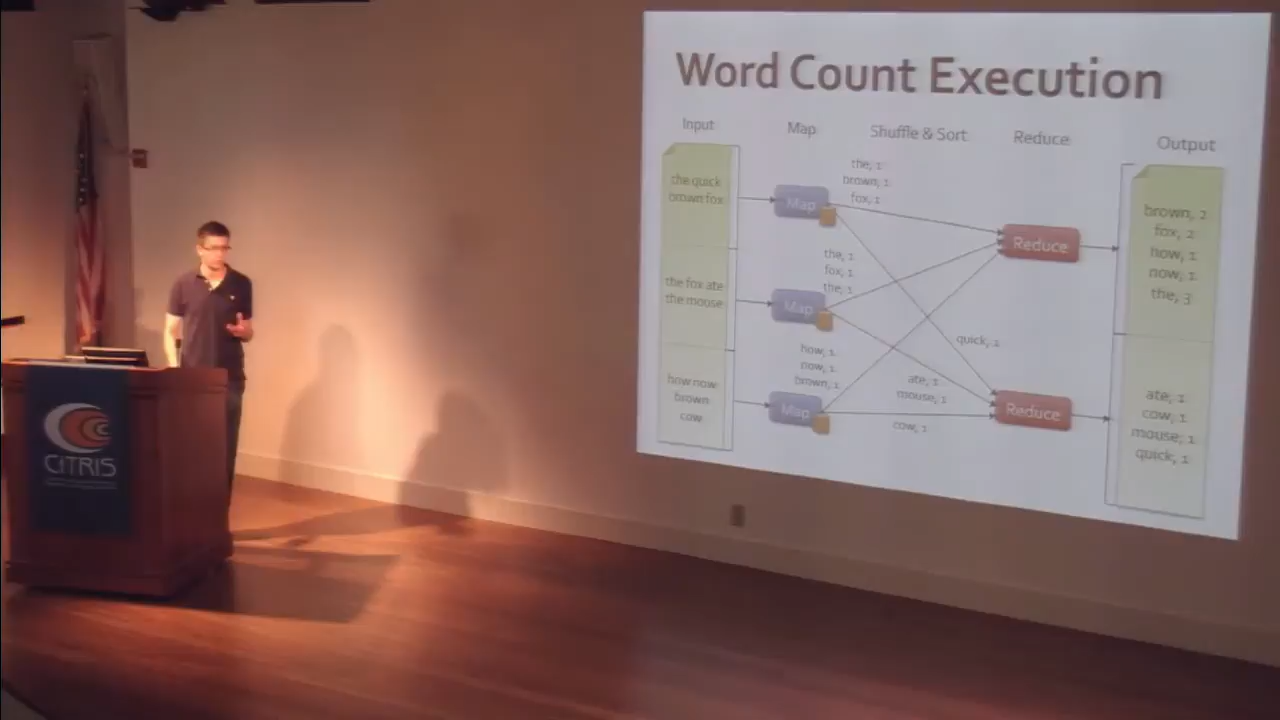 Word Count Execution
Input
Map
Shuffle & Sort
Reduce
Output
the quick
brown fox
the fox ate
the mouse
how now
brown
cow
Map
Map
Map
the, 1
brown, 1
fox, 1
the, 1
fox, 1
the, 1
how, 1
now, 1
brown, 1
quick, 1
ate, 1
mouse, 1
cow, 1
Reduce
Reduce
brown, 2
fox, 2
how, 1
now, 1
the, 3
ate, 1
cow, 1
mouse, 1
quick, 1
CiTRIS